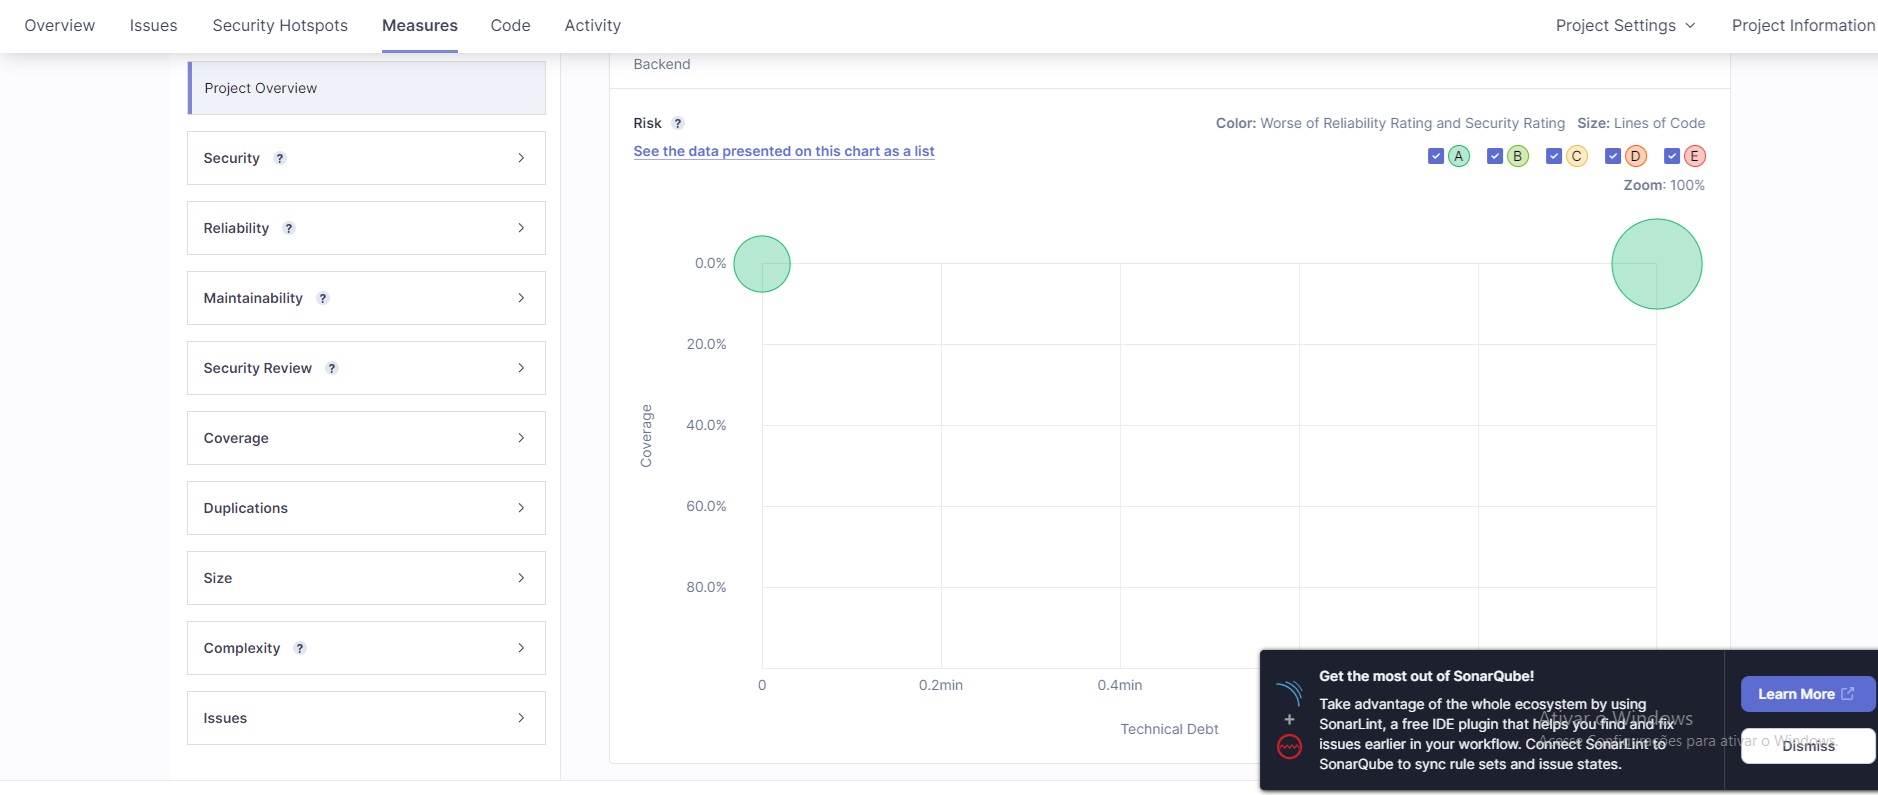 Overview Issues Security Hotspots Measures Code Activity Project Settings Project Information
Project Overview
Security ?
Reliability ?
Maintainability ?
Security Review ?
Coverage
Duplications
Size
Complexity ?
Issues
Backend
Risk ?
Color: Worse of Reliability Rating and Security Rating Size: Lines of Code
See the data presented on this chart as a list
A B C D E
Zoom: 100%
0.0%
20.0%
40.0%
60.0%
80.0%
Coverage
0 0.2min 0.4min
Technical Debt
Get the most out of SonarQube!
Take advantage of the whole ecosystem by using
SonarLint, a free IDE plugin that helps you find and fix
issues earlier in your workflow. Connect SonarLint to
SonarQube to sync rule sets and issue states.
Learn More
Dismiss
Ativar o Windows
Acesse Configurações para ativar o Windows.